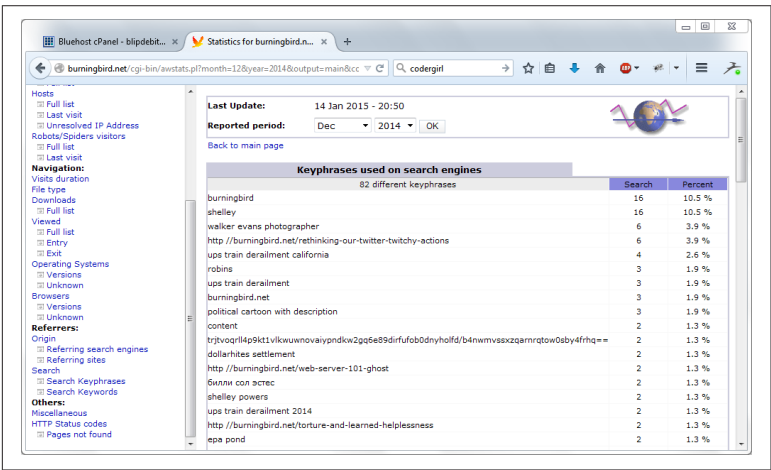 Bluehost cPanel - blipdebit...
Statistics for burningbird.n...
burningbird.net/cgi-bin/awstats.pl?month=12&year=2014&output=main&cc
codergirl
Hosts
Full list
Last visit
Unresolved IP Address
Robots/Spiders visitors
Full list
Last visit
Navigation:
Visits duration
File type
Downloads
Full list
Viewed
Full list
Entry
Exit
Operating Systems
Versions
Unknown
Browsers
Versions
Unknown
Referrers:
Origin
Referring search engines
Referring sites
Search
Search Keyphrases
Search Keywords
Others:
Miscellaneous
HTTP Status codes
Pages not found
Last Update: 14 Jan 2015 - 20:50
Reported period: Dec 2014 OK
Back to main page
Keyphrases used on search engines
82 different keyphrases Search Percent
burningbird 16 10.5 %
shelley 16 10.5 %
walker evans photographer 6 3.9 %
http //burningbird.net/rethinking-our-twitter-twitchy-actions 6 3.9 %
ups train derailment california 4 2.6 %
robins 3 1.9 %
ups train derailment 3 1.9 %
burningbird.net 3 1.9 %
political cartoon with description 3 1.9 %
content 2 1.3 %
trjtvoqrll4p9kt1vlkwuwnovaiypndkw2gq6e89dirfufob0dnyholfd/b4nwmvssxzqarnrqtow0sby4frhq== 2 1.3 %
dollarhites settlement 2 1.3 %
http //burningbird.net/web-server-101-ghost 2 1.3 %
билли сол эстес 2 1.3 %
shelley powers 2 1.3 %
ups train derailment 2014 2 1.3 %
http //burningbird.net/torture-and-learned-helplessness 2 1.3 %
epa pond 2 1.3 %